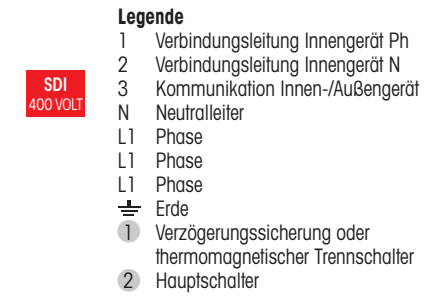 Legende
1 Verbindungsleitung Innengerät Ph
2 Verbindungsleitung Innengerät N
SDI
400 VOLT
3 Kommunikation Innen-/Außengerät
N Neutralleiter
L1 Phase
L1 Phase
L1 Phase
⏚ Erde
1 Verzögerungssicherung oder
thermomagnetischer Trennschalter
2 Hauptschalter